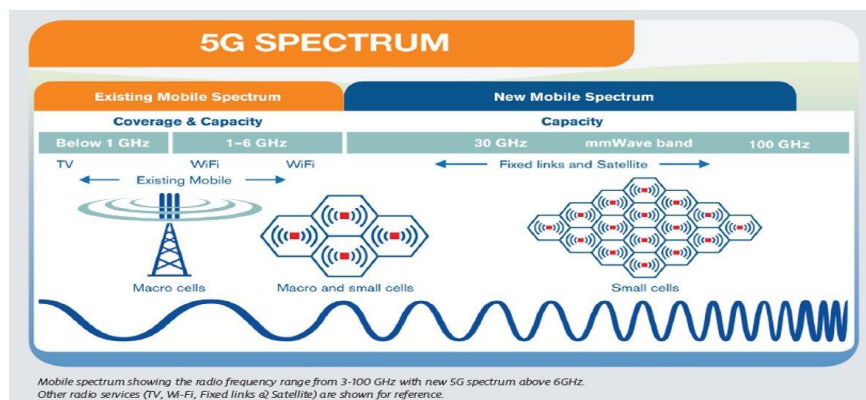 5G SPECTRUM
Existing Mobile Spectrum
New Mobile Spectrum
Coverage & Capacity
Capacity
Below 1 GHz
1-6 GHz
30 GHz
mmWave band
100 GHz
TV
WiFi
WiFi
Fixed links and Satellite
Existing Mobile
Macro cells
Macro and small cells
Small cells
Mobile spectrum showing the radio frequency range from 3-100 GHz with new 5G spectrum above 6GHz.
Other radio services (TV, Wi-Fi, Fixed links & Satellite) are shown for reference.